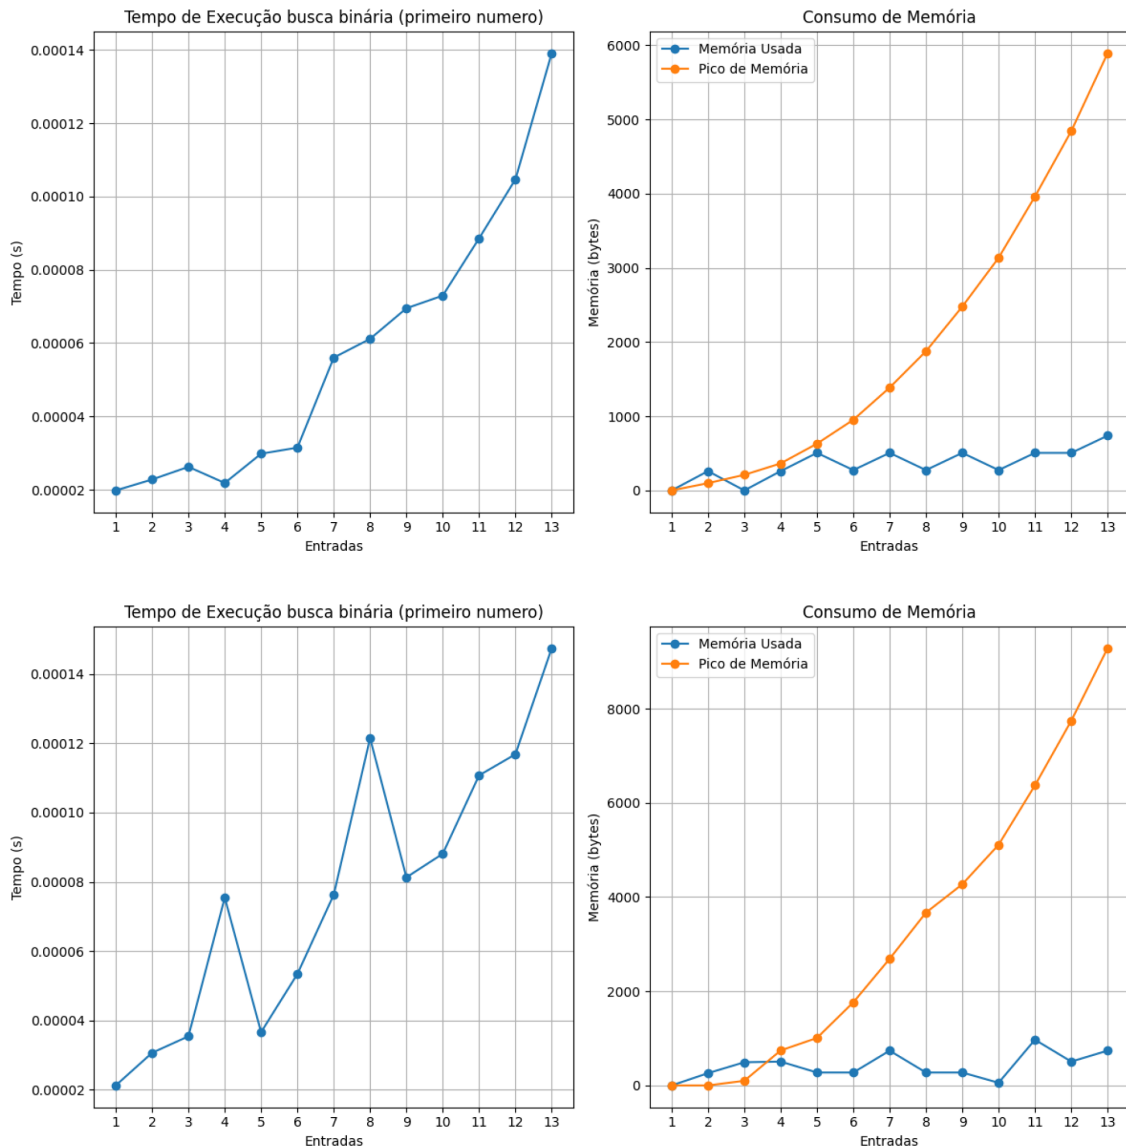 Tempo de Execução busca binária (primeiro numero)
0.00014
0.00012
0.00010
0.00008
0.00006
0.00004
0.00002
Tempo (s)
1 2 3 4 5 6 7 8 9 10 11 12 13
Entradas
Consumo de Memória
Memória Usada
Pico de Memória
6000
5000
4000
3000
2000
1000
0
Memória (bytes)
1 2 3 4 5 6 7 8 9 10 11 12 13
Entradas
Tempo de Execução busca binária (primeiro numero)
0.00014
0.00012
0.00010
0.00008
0.00006
0.00004
0.00002
Tempo (s)
1 2 3 4 5 6 7 8 9 10 11 12 13
Entradas
Consumo de Memória
Memória Usada
Pico de Memória
8000
6000
4000
2000
0
Memória (bytes)
1 2 3 4 5 6 7 8 9 10 11 12 13
Entradas